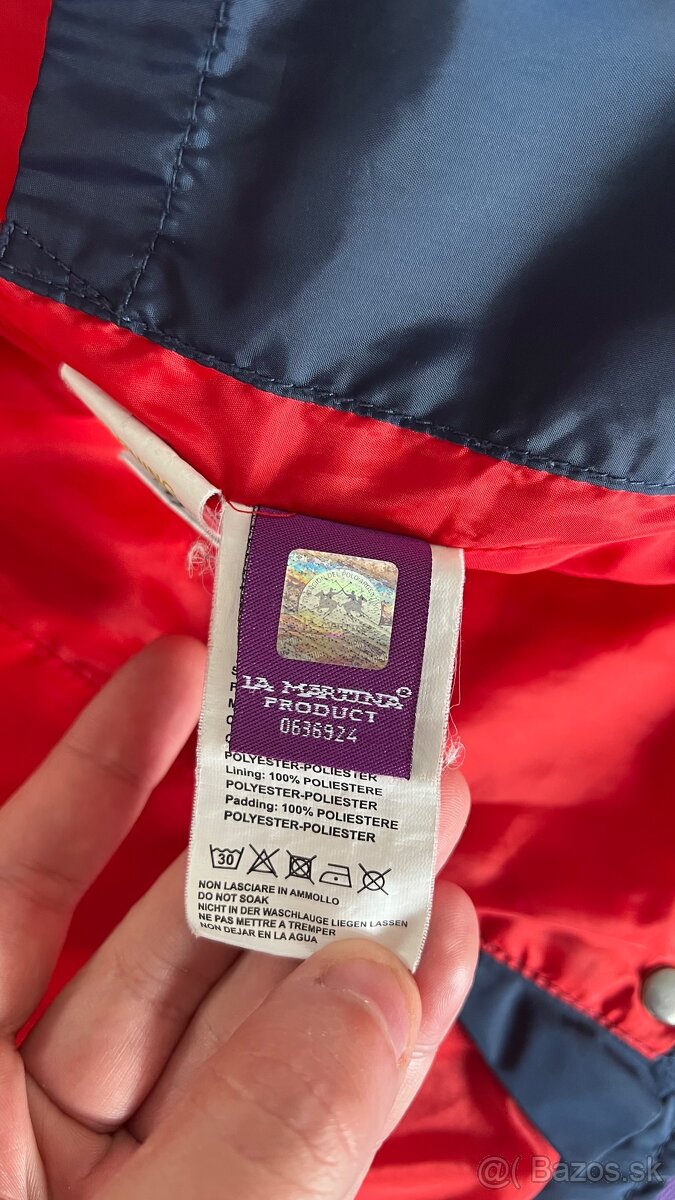 LA MARTINA®
PRODUCT
0636924
POLYESTER-POLIESTER
Lining: 100% POLIESTERE
POLYESTER-POLIESTER
Padding: 100% POLIESTERE
POLYESTER-POLIESTER
30
NON LASCIARE IN AMMOLLO
DO NOT SOAK
NICHT IN DER WASCHLAUGE LIEGEN LASSEN
NE PAS METTRE A TREMPER
NON DEJAR EN LA AGUA
Bazos.sk